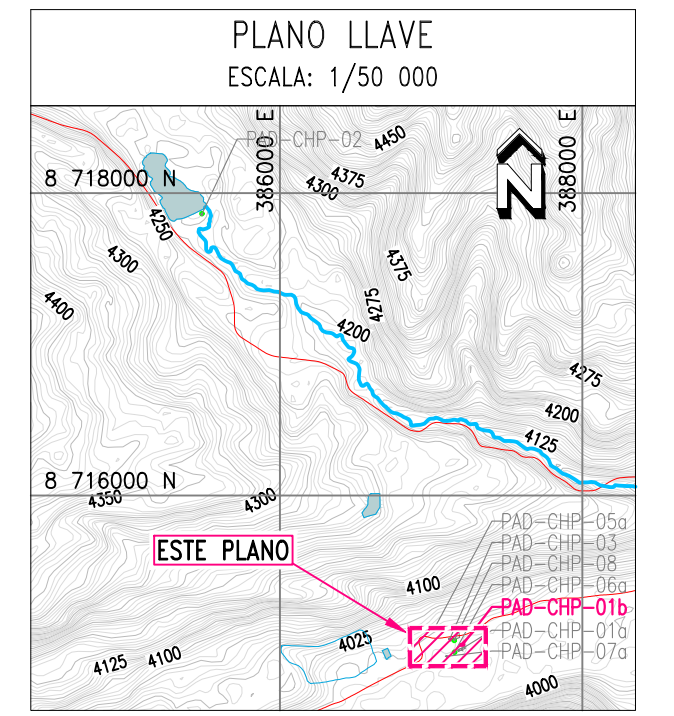 PLANO LLAVE
ESCALA: 1/50 000
PAD-CHP-02
4450
386000 E
388000 E
N
4375
4300
8 718000 N
4250
4300
4375
4400
4275
4200
4275
4200
4125
8 716000 N
4350
4300
PAD-CHP-05a
PAD-CHP-03
ESTE PLANO
PAD-CHP-08
4100
PAD-CHP-06a
PAD-CHP-01b
PAD-CHP-01a
4025
PAD-CHP-07a
4125
4100
4000